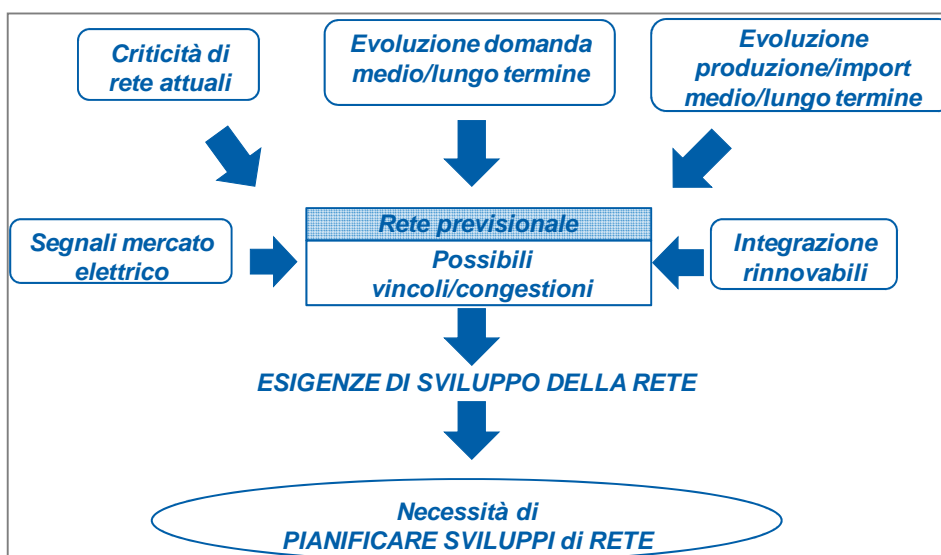 Criticità di
rete attuali
Evoluzione domanda
medio/lungo termine
Evoluzione
produzione/import
medio/lungo termine
Segnali mercato
elettrico
Rete previsionale
Possibili
vincoli/congestioni
Integrazione
rinnovabili
ESIGENZE DI SVILUPPO DELLA RETE
Necessità di
PIANIFICARE SVILUPPI di RETE